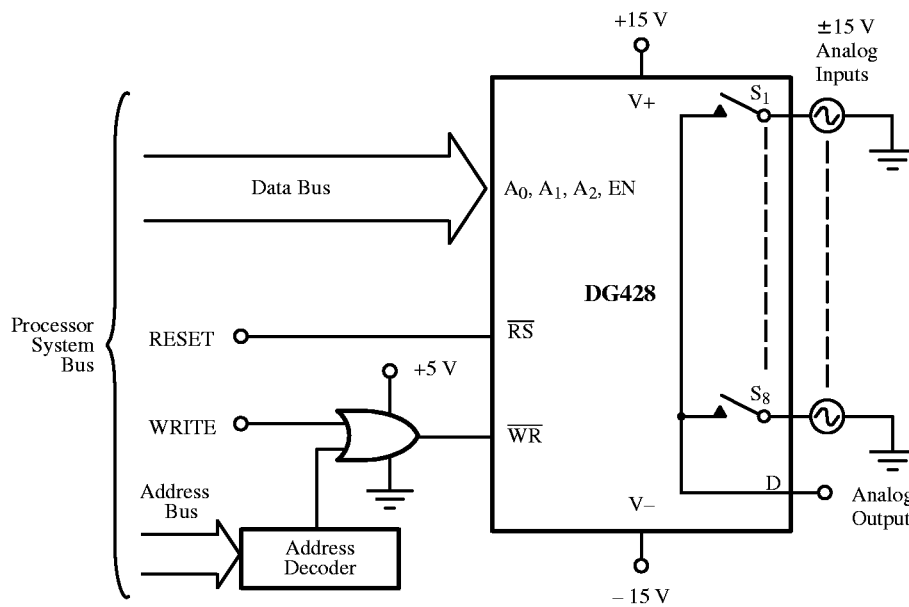 +15 V
±15 V
Analog
Inputs
V+
S1
Data Bus
A0, A1, A2, EN
DG428
Processor
System
Bus
RESET
RS
+5 V
WRITE
WR
S8
Address
Bus
D
Analog
Output
V–
Address
Decoder
– 15 V